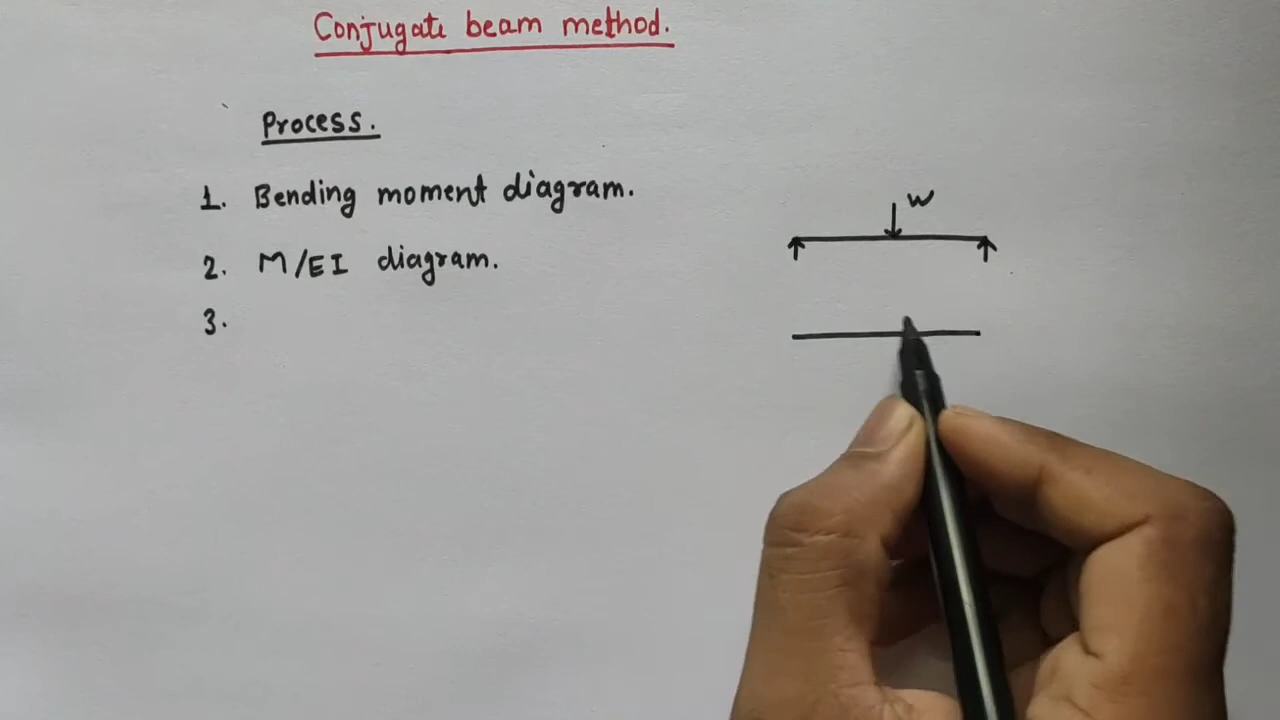 Conjugate beam method.
Process.
1. Bending moment diagram.
2. M/EI diagram.
3.
W